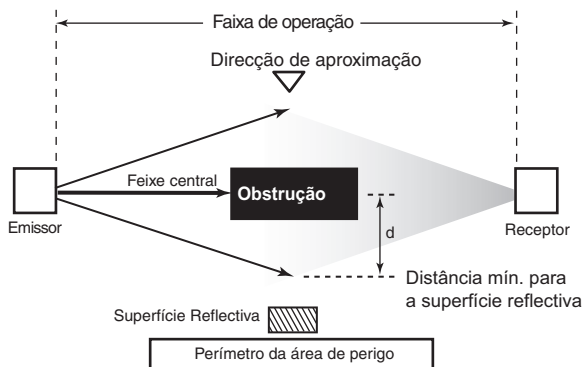 Faixa de operação
Direcção de aproximação
Feixe central
Obstrução
Emissor
d
Receptor
Distância mín. para
a superfície reflectiva
Superfície Reflectiva
Perímetro da área de perigo